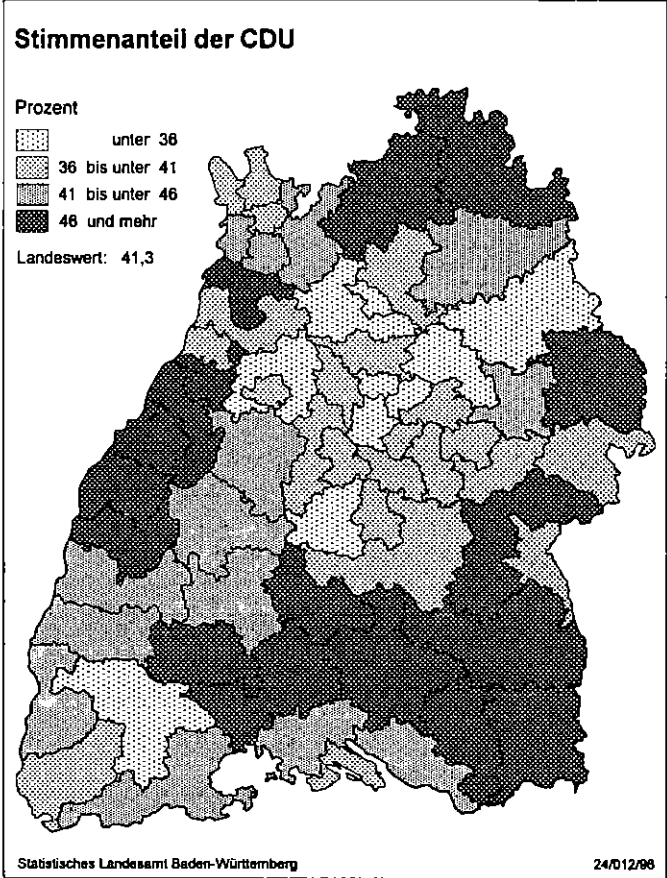 Stimmenanteil der CDU
Prozent
unter 36
36 bis unter 41
41 bis unter 46
46 und mehr
Landeswert: 41,3
Statistisches Landesamt Baden-Württemberg
24/012/96